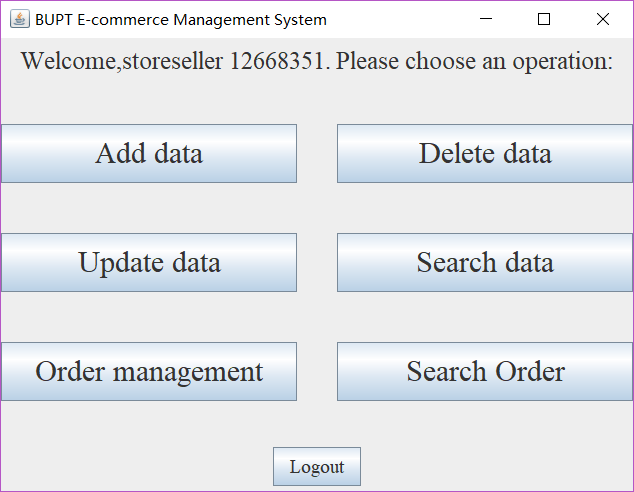 BUPT E-commerce Management System
Welcome,storeseller 12668351. Please choose an operation:
Add data
Delete data
Update data
Search data
Order management
Search Order
Logout